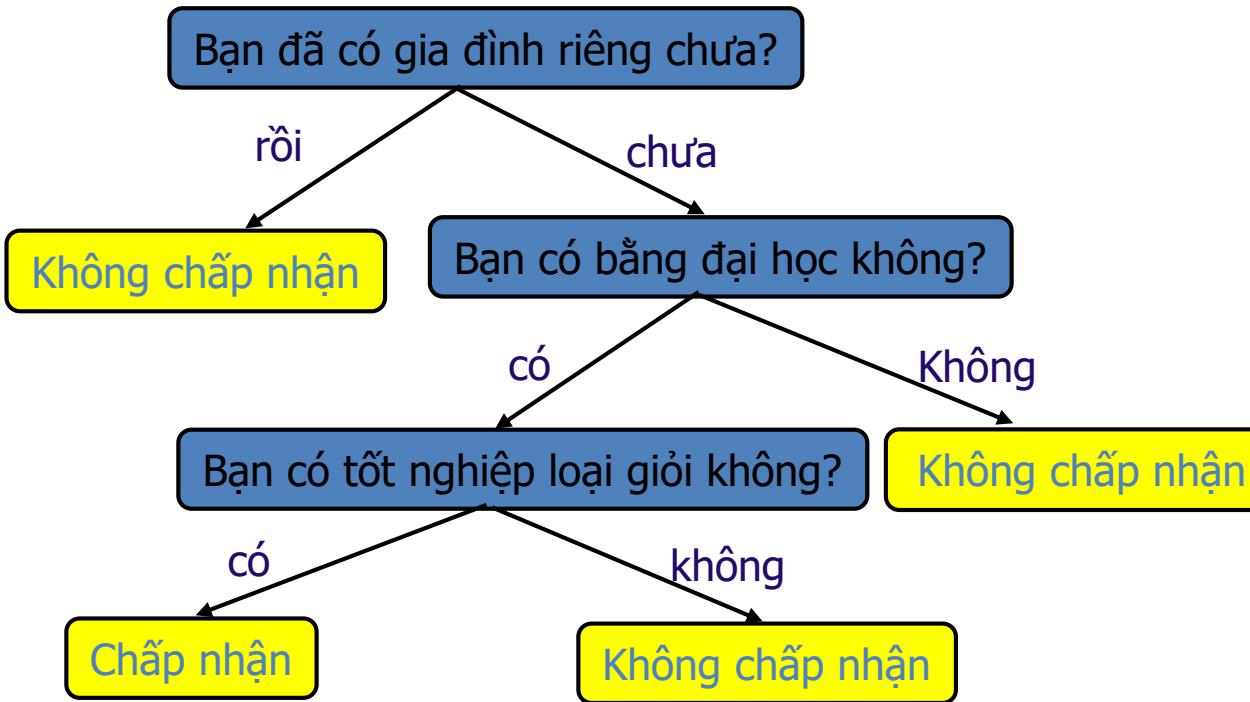 Bạn đã có gia đình riêng chưa?
rồi
chưa
Không chấp nhận
Bạn có bằng đại học không?
có
Không
Bạn có tốt nghiệp loại giỏi không?
Không chấp nhận
có
không
Chấp nhận
Không chấp nhận